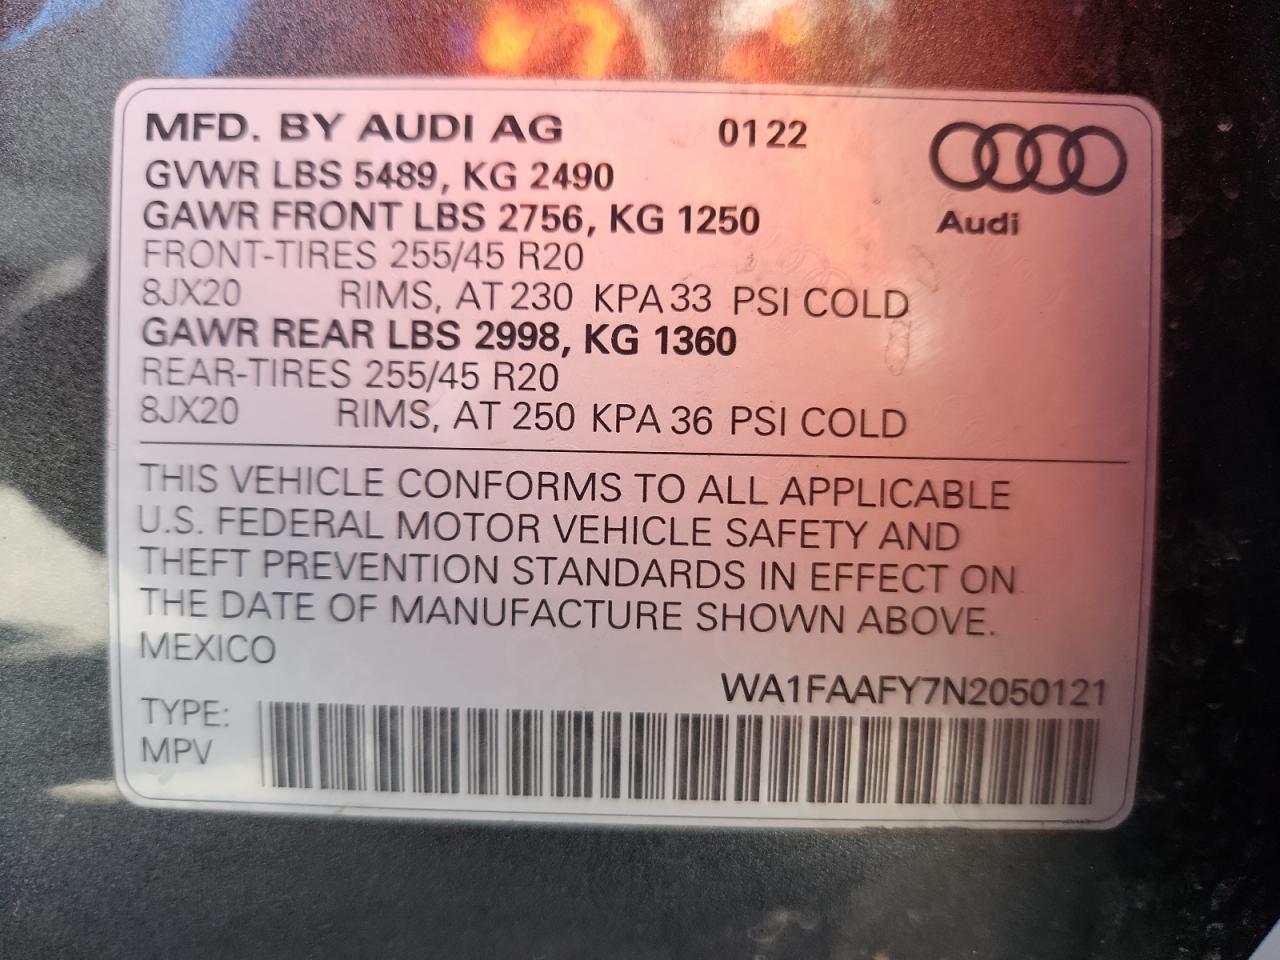 MFD. BY AUDI AG 0122
GVWR LBS 5489, KG 2490
GAWR FRONT LBS 2756, KG 1250
Audi
FRONT-TIRES 255/45 R20
8JX20 RIMS, AT 230 KPA 33 PSI COLD
GAWR REAR LBS 2998, KG 1360
REAR-TIRES 255/45 R20
8JX20 RIMS, AT 250 KPA 36 PSI COLD
THIS VEHICLE CONFORMS TO ALL APPLICABLE
U.S. FEDERAL MOTOR VEHICLE SAFETY AND
THEFT PREVENTION STANDARDS IN EFFECT ON
THE DATE OF MANUFACTURE SHOWN ABOVE.
MEXICO
WA1FAAFY7N2050121
TYPE:
MPV